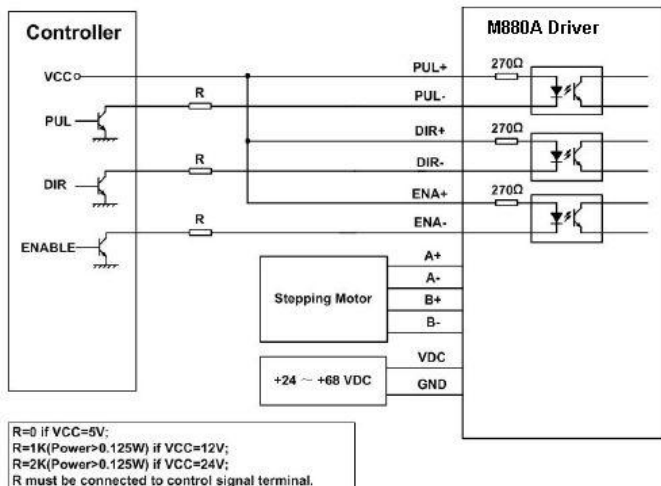 Controller
M880A Driver
VCC
PUL+
270Ω
R
PUL-
PUL
DIR+
270Ω
R
DIR-
DIR
ENA+
270Ω
R
ENA-
ENABLE
A+
A-
Stepping Motor
B+
B-
VDC
+24 ~ +68 VDC
GND
R=0 if VCC=5V;
R=1K(Power>0.125W) if VCC=12V;
R=2K(Power>0.125W) if VCC=24V;
R must be connected to control signal terminal.